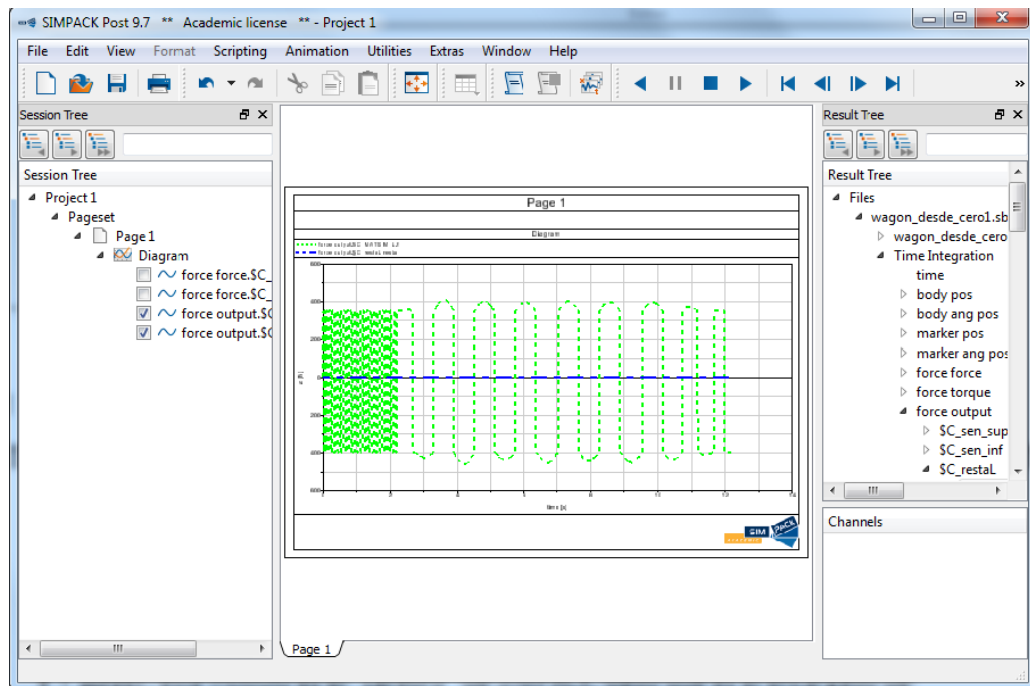 SIMPACK Post 9.7 ** Academic license ** - Project 1
File Edit View Format Scripting Animation Utilities Extras Window Help
»
Session Tree
Session Tree
Project 1
Pageset
Page 1
Diagram
force force.$C_
force force.$C_
force output.$C
force output.$C
Page 1
Diagram
time [s]
SIMPACK
Page 1
Result Tree
Result Tree
Files
wagon_desde_cero1.sb
wagon_desde_cero
Time Integration
time
body pos
body ang pos
marker pos
marker ang pos
force force
force torque
force output
$C_sen_sup
$C_sen_inf
$C_restaL
Channels